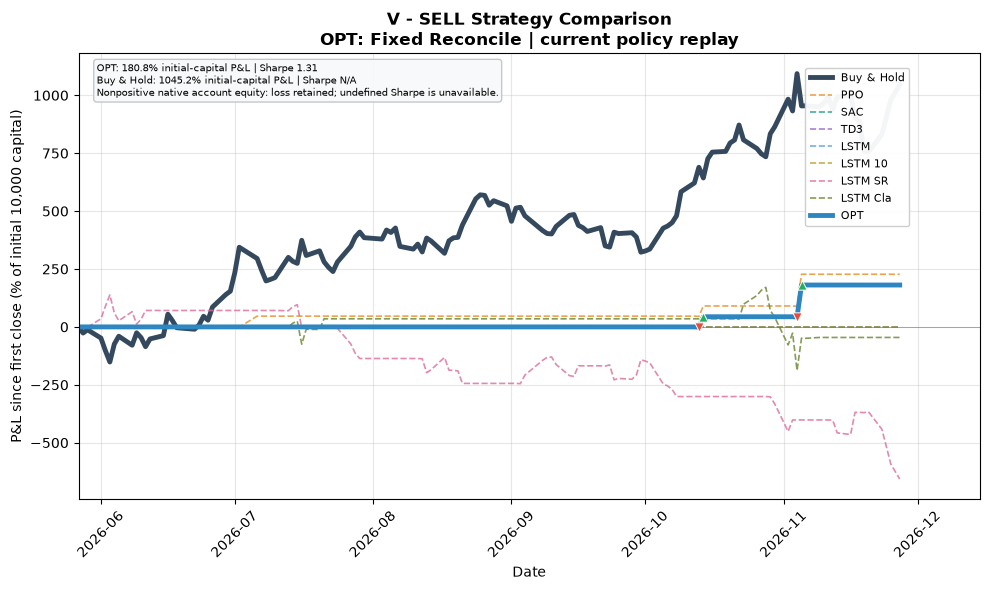 V - SELL Strategy Comparison
OPT: Fixed Reconcile | current policy replay
OPT: 180.8% initial-capital P&L | Sharpe 1.31
Buy & Hold: 1045.2% initial-capital P&L | Sharpe N/A
Nonpositive native account equity: loss retained; undefined Sharpe is unavailable.
Buy & Hold
PPO
SAC
TD3
LSTM
LSTM 10
LSTM SR
LSTM Cla
OPT
P&L since first close (% of initial 10,000 capital)
1000
750
500
250
0
−250
−500
2026-06
2026-07
2026-08
2026-09
2026-10
2026-11
2026-12
Date